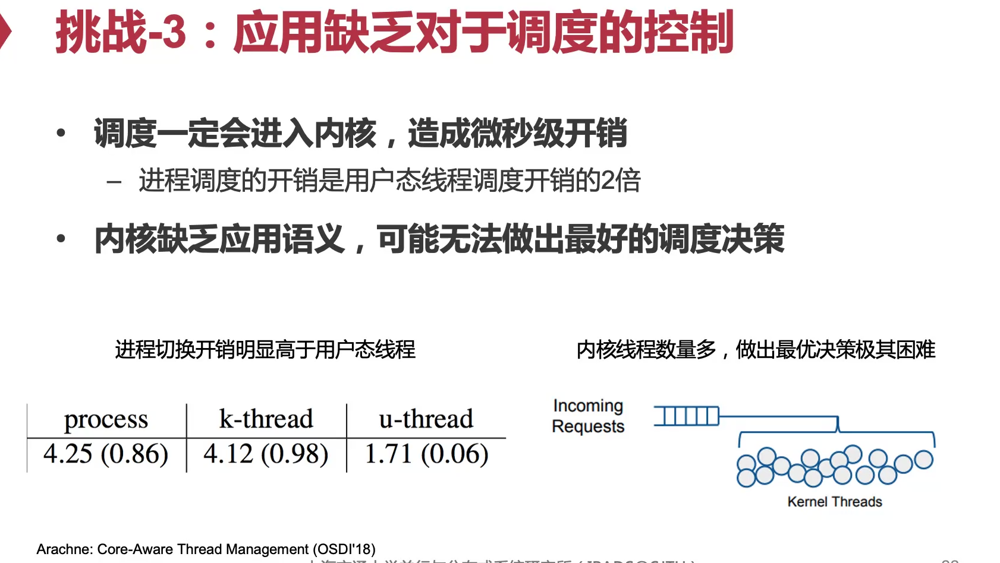 挑战-3：应用缺乏对于调度的控制
• 调度一定会进入内核，造成微秒级开销
– 进程调度的开销是用户态线程调度开销的2倍
• 内核缺乏应用语义，可能无法做出最好的调度决策
进程切换开销明显高于用户态线程
process k-thread u-thread
4.25 (0.86) 4.12 (0.98) 1.71 (0.06)
内核线程数量多，做出最优决策极其困难
Incoming
Requests
Kernel Threads
Arachne: Core-Aware Thread Management (OSDI'18)